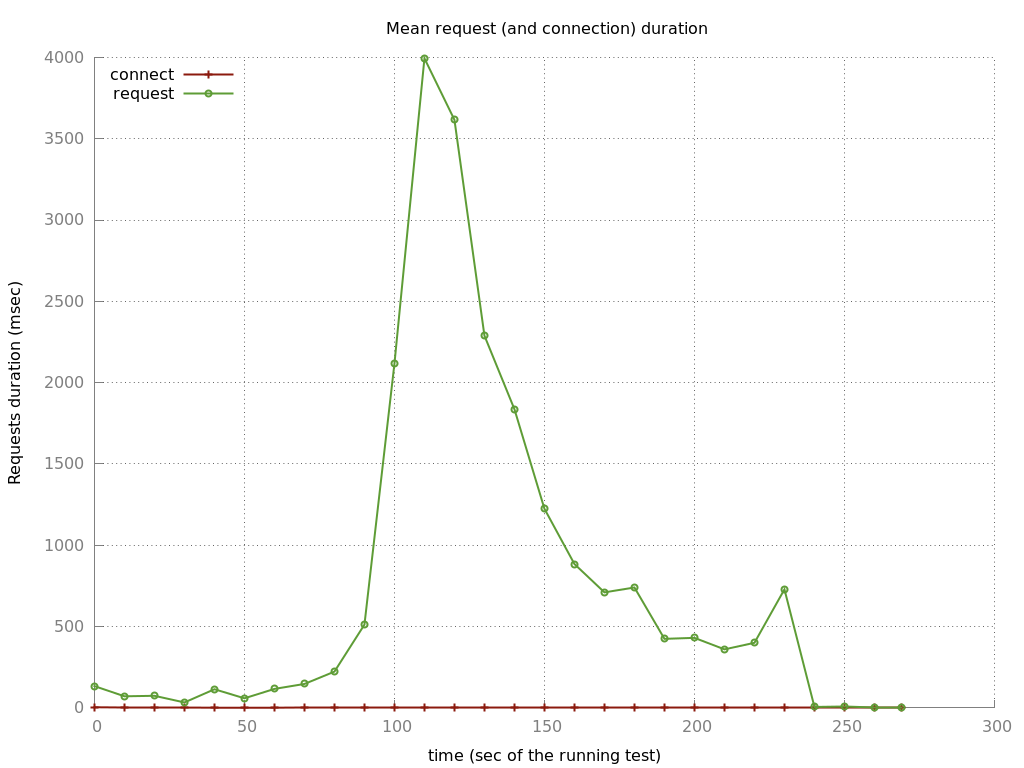 Mean request (and connection) duration
connect
request
4000
3500
3000
2500
2000
1500
1000
500
0
Requests duration (msec)
0 50 100 150 200 250 300
time (sec of the running test)